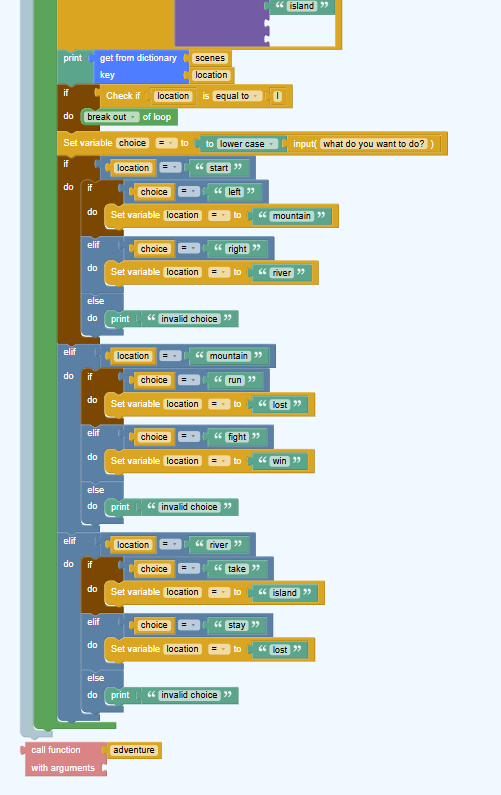 “ island ”
print get from dictionary scenes
key location
if Check if location is equal to l
do break out of loop
Set variable choice = to to lower case input( what do you want to do? )
if location = “ start ”
do if choice = “ left ”
do Set variable location = to “ mountain ”
elif choice = “ right ”
do Set variable location = to “ river ”
else
do print “ invalid choice ”
elif location = “ mountain ”
do if choice = “ run ”
do Set variable location = to “ lost ”
elif choice = “ fight ”
do Set variable location = to “ win ”
else
do print “ invalid choice ”
elif location = “ river ”
do if choice = “ take ”
do Set variable location = to “ island ”
elif choice = “ stay ”
do Set variable location = to “ lost ”
else
do print “ invalid choice ”
call function adventure
with arguments